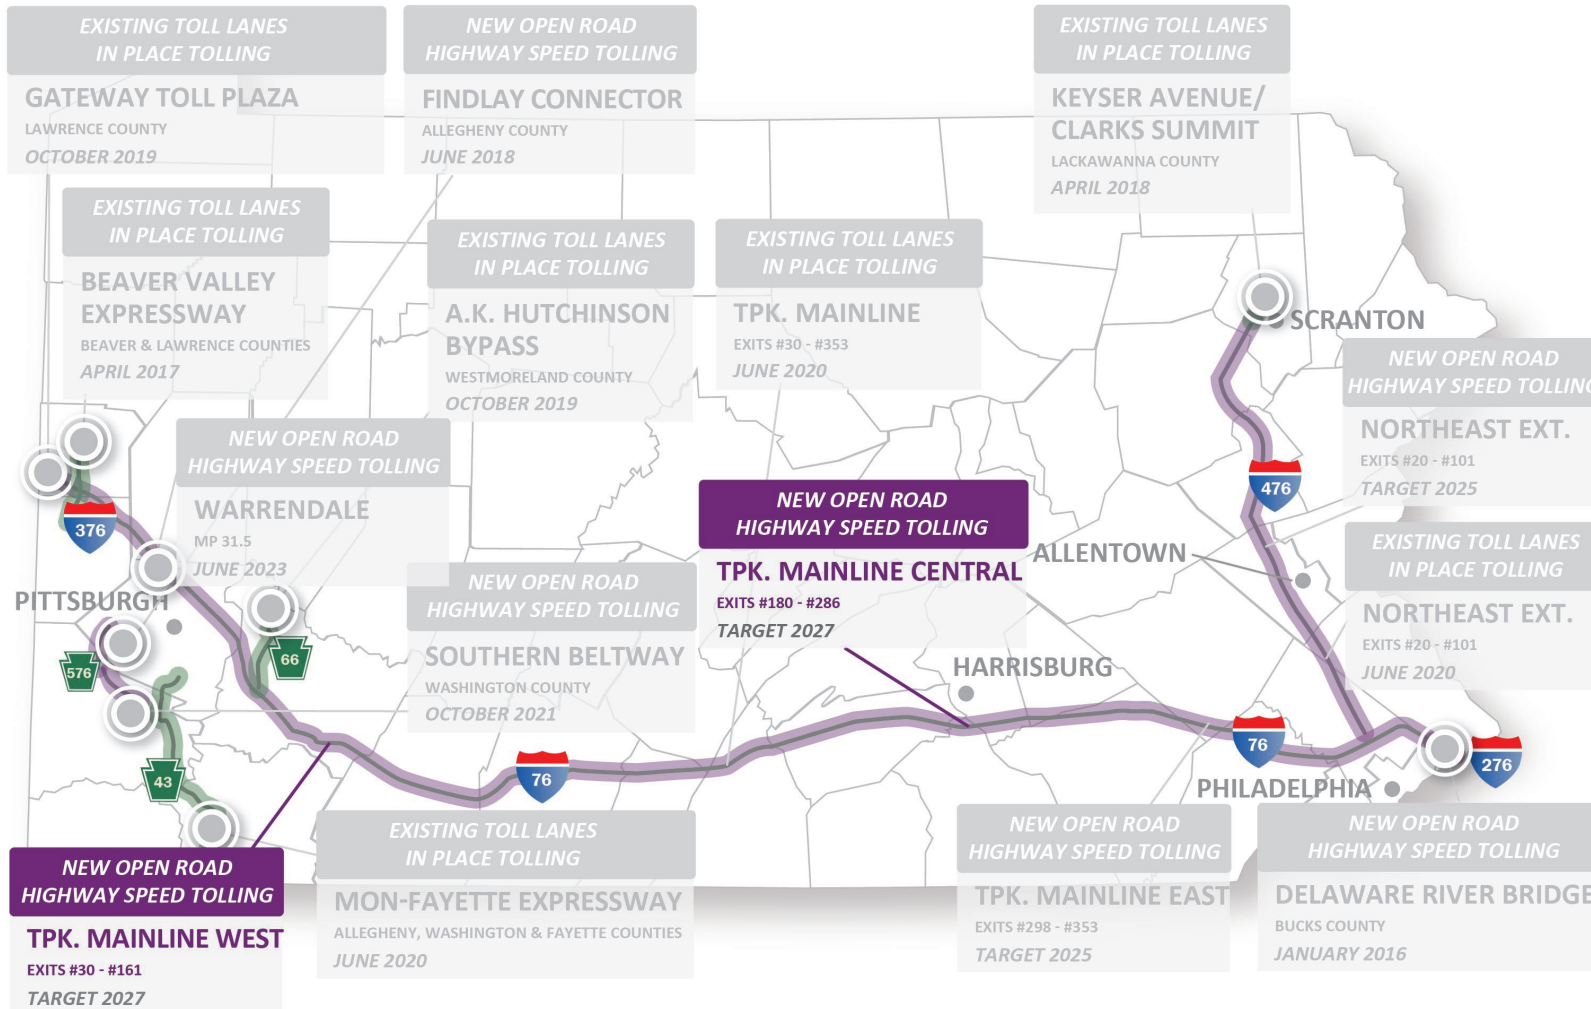 EXISTING TOLL LANES
IN PLACE TOLLING
GATEWAY TOLL PLAZA
LAWRENCE COUNTY
OCTOBER 2019
NEW OPEN ROAD
HIGHWAY SPEED TOLLING
FINDLAY CONNECTOR
ALLEGHENY COUNTY
JUNE 2018
EXISTING TOLL LANES
IN PLACE TOLLING
KEYSER AVENUE/
CLARKS SUMMIT
LACKAWANNA COUNTY
APRIL 2018
EXISTING TOLL LANES
IN PLACE TOLLING
BEAVER VALLEY
EXPRESSWAY
BEAVER & LAWRENCE COUNTIES
APRIL 2017
EXISTING TOLL LANES
IN PLACE TOLLING
A.K. HUTCHINSON
BYPASS
WESTMORELAND COUNTY
OCTOBER 2019
EXISTING TOLL LANES
IN PLACE TOLLING
TPK. MAINLINE
EXITS #30 - #353
JUNE 2020
SCRANTON
NEW OPEN ROAD
HIGHWAY SPEED TOLLING
NORTHEAST EXT.
EXITS #20 - #101
TARGET 2025
NEW OPEN ROAD
HIGHWAY SPEED TOLLING
WARRENDALE
MP 31.5
JUNE 2023
376
476
NEW OPEN ROAD
HIGHWAY SPEED TOLLING
TPK. MAINLINE CENTRAL
EXITS #180 - #286
TARGET 2027
ALLENTOWN
EXISTING TOLL LANES
IN PLACE TOLLING
NORTHEAST EXT.
EXITS #20 - #101
JUNE 2020
PITTSBURGH
NEW OPEN ROAD
HIGHWAY SPEED TOLLING
SOUTHERN BELTWAY
WASHINGTON COUNTY
OCTOBER 2021
576
66
HARRISBURG
43
76
76
276
PHILADELPHIA
NEW OPEN ROAD
HIGHWAY SPEED TOLLING
TPK. MAINLINE WEST
EXITS #30 - #161
TARGET 2027
EXISTING TOLL LANES
IN PLACE TOLLING
MON-FAYETTE EXPRESSWAY
ALLEGHENY, WASHINGTON & FAYETTE COUNTIES
JUNE 2020
NEW OPEN ROAD
HIGHWAY SPEED TOLLING
TPK. MAINLINE EAST
EXITS #298 - #353
TARGET 2025
NEW OPEN ROAD
HIGHWAY SPEED TOLLING
DELAWARE RIVER BRIDGE
BUCKS COUNTY
JANUARY 2016